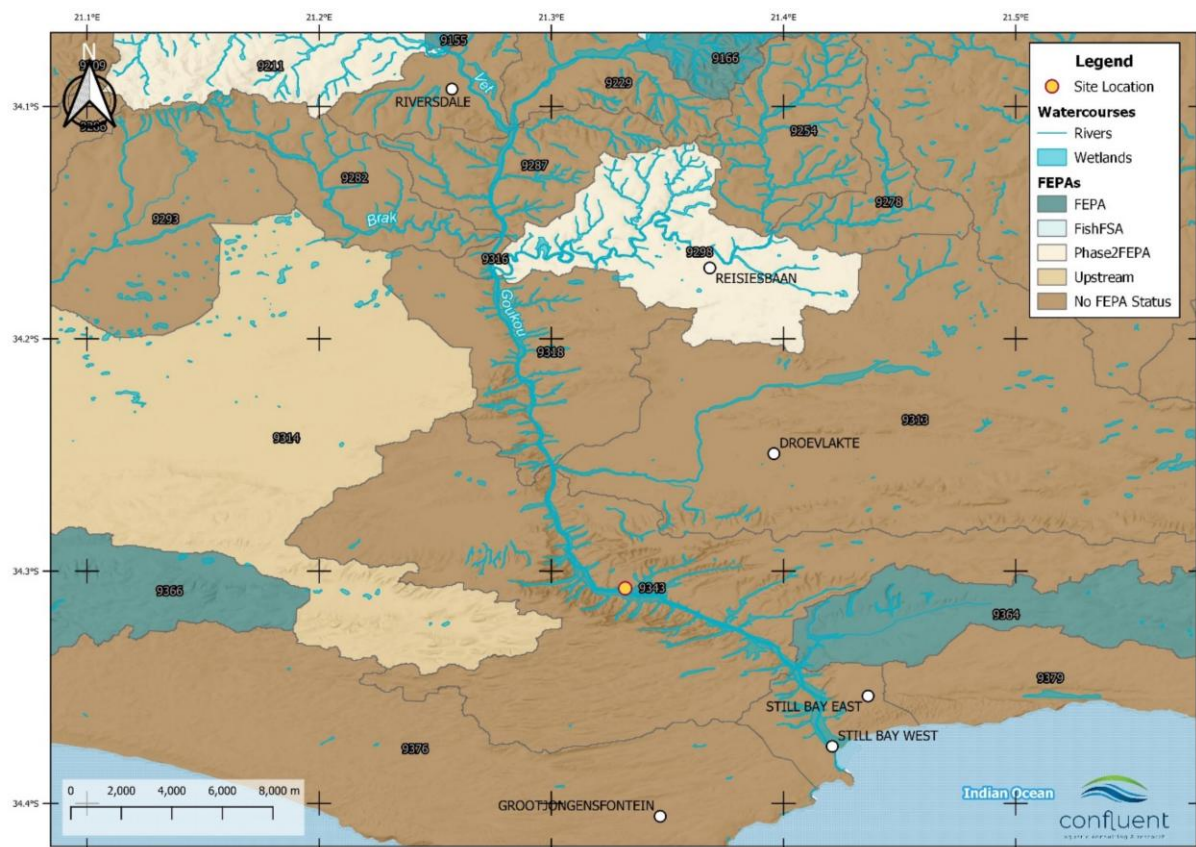 21.1°E
21.2°E
21.3°E
21.4°E
21.5°E
34.1°S
34.2°S
34.3°S
34.4°S
N
9211
9155
9166
Vet
RIVERSDALE
9229
9254
9287
9282
9278
9293
Brak
9316
9298
REISIESBAAN
Goukou
9318
9314
9313
DROEVLAKTE
9366
9343
9364
9379
STILL BAY EAST
STILL BAY WEST
9376
GROOTJONGENSFONTEIN
Indian Ocean
0 2,000 4,000 6,000 8,000 m
Legend
Site Location
Watercourses
Rivers
Wetlands
FEPAs
FEPA
FishFSA
Phase2FEPA
Upstream
No FEPA Status
confluent